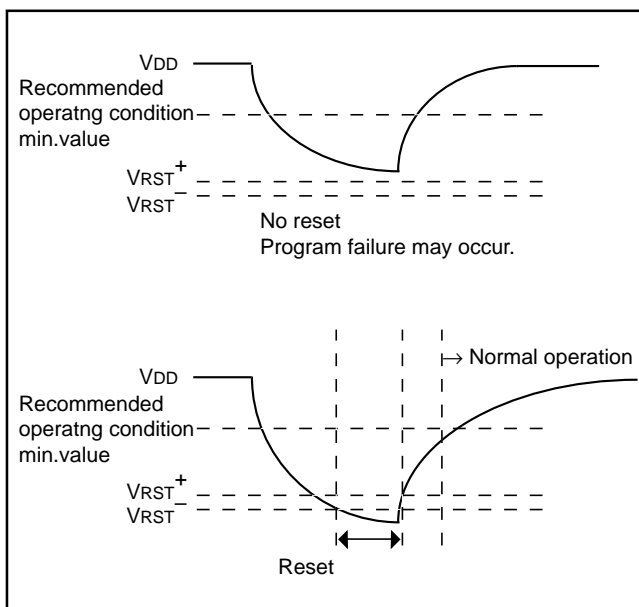 VDD
Recommended
operatng condition
min.value
VRST+
VRST−
No reset
Program failure may occur.
→ Normal operation
VDD
Recommended
operatng condition
min.value
VRST+
VRST−
Reset